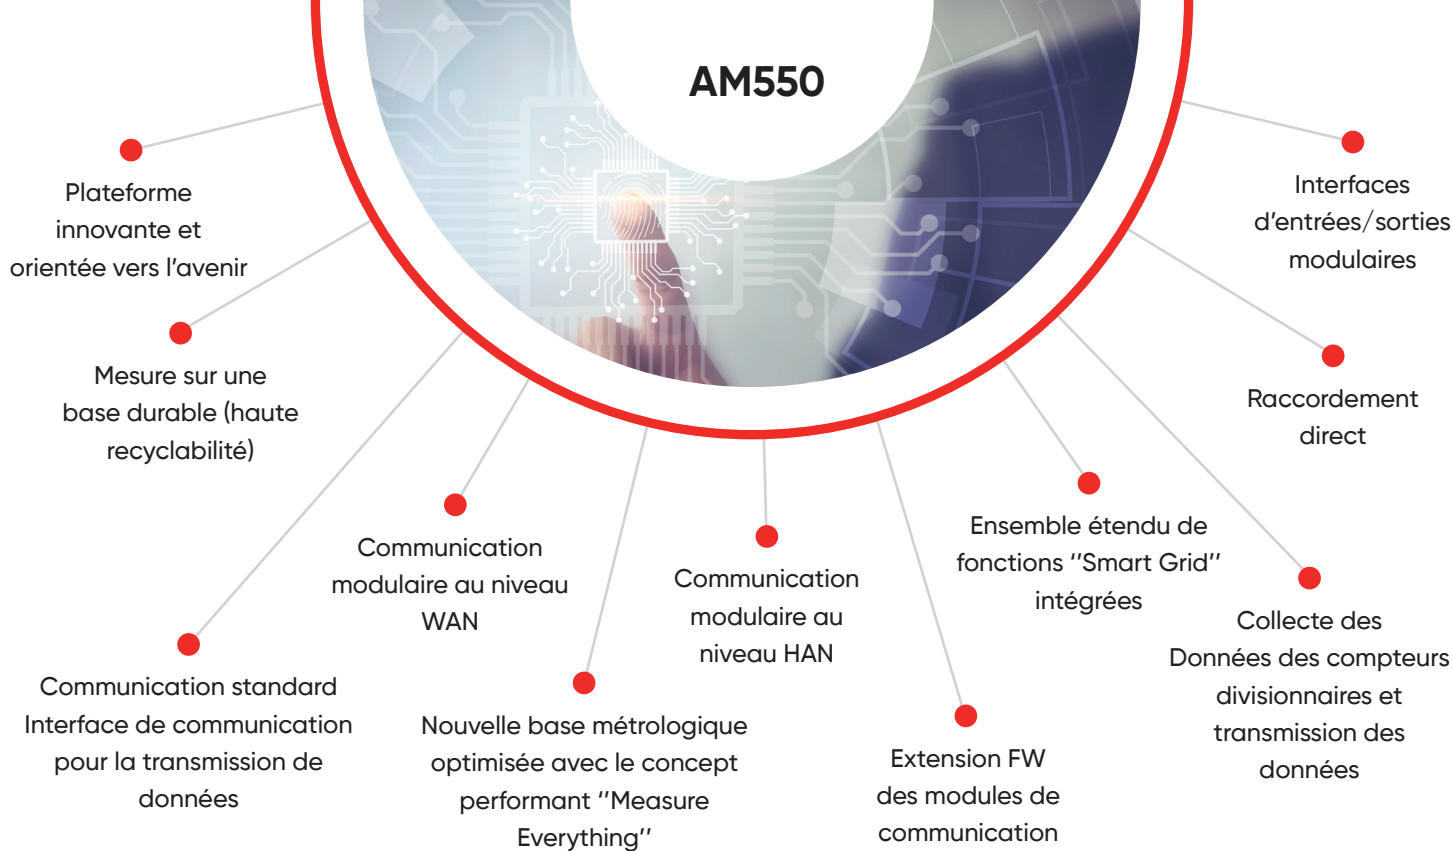 AM550
Plateforme
innovante et
orientée vers l'avenir
Mesure sur une
base durable (haute
recyclabilité)
Communication standard
Interface de communication
pour la transmission de
données
Communication
modulaire au niveau
WAN
Nouvelle base métrologique
optimisée avec le concept
performant ''Measure
Everything''
Communication
modulaire au
niveau HAN
Extension FW
des modules de
communication
Ensemble étendu de
fonctions ''Smart Grid''
intégrées
Collecte des
Données des compteurs
divisionnaires et
transmission des
données
Raccordement
direct
Interfaces
d'entrées/sorties
modulaires